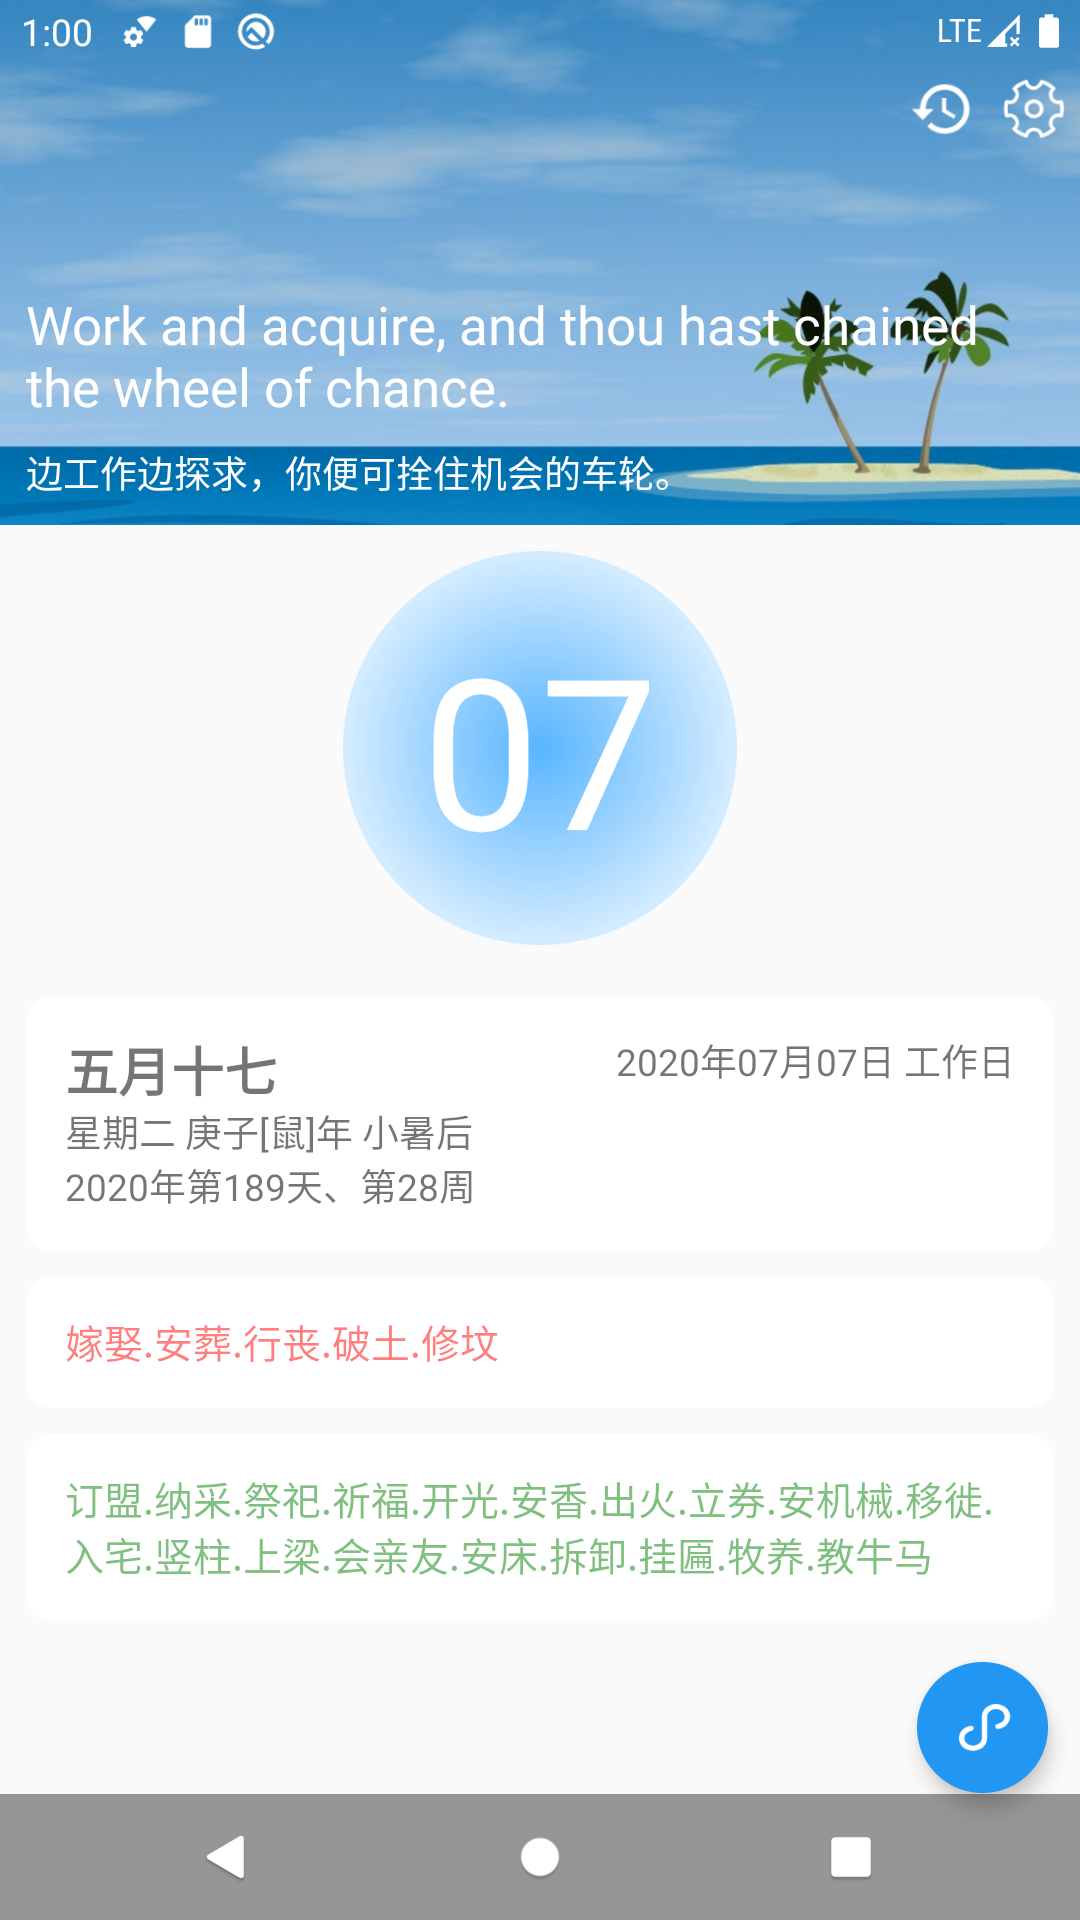 1:00 LTE
Work and acquire, and thou hast chained
the wheel of chance.
边工作边探求，你便可拴住机会的车轮。
07
五月十七
2020年07月07日 工作日
星期二 庚子[鼠]年 小暑后
2020年第189天、第28周
嫁娶.安葬.行丧.破土.修坟
订盟.纳采.祭祀.祈福.开光.安香.出火.立券.安机械.移徙.
入宅.竖柱.上梁.会亲友.安床.拆卸.挂匾.牧养.教牛马